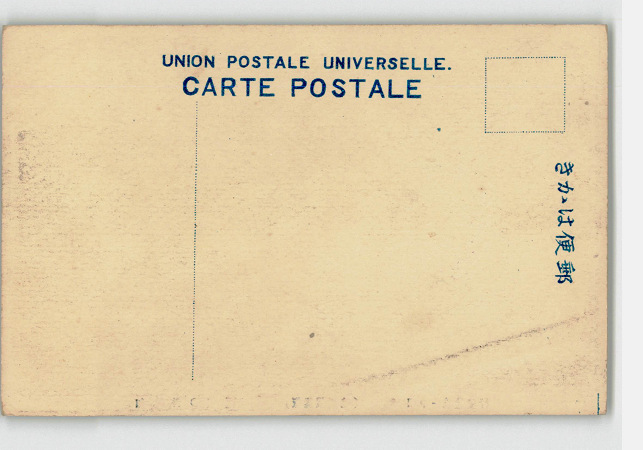 UNION POSTALE UNIVERSELLE.
CARTE POSTALE
郵便はがき